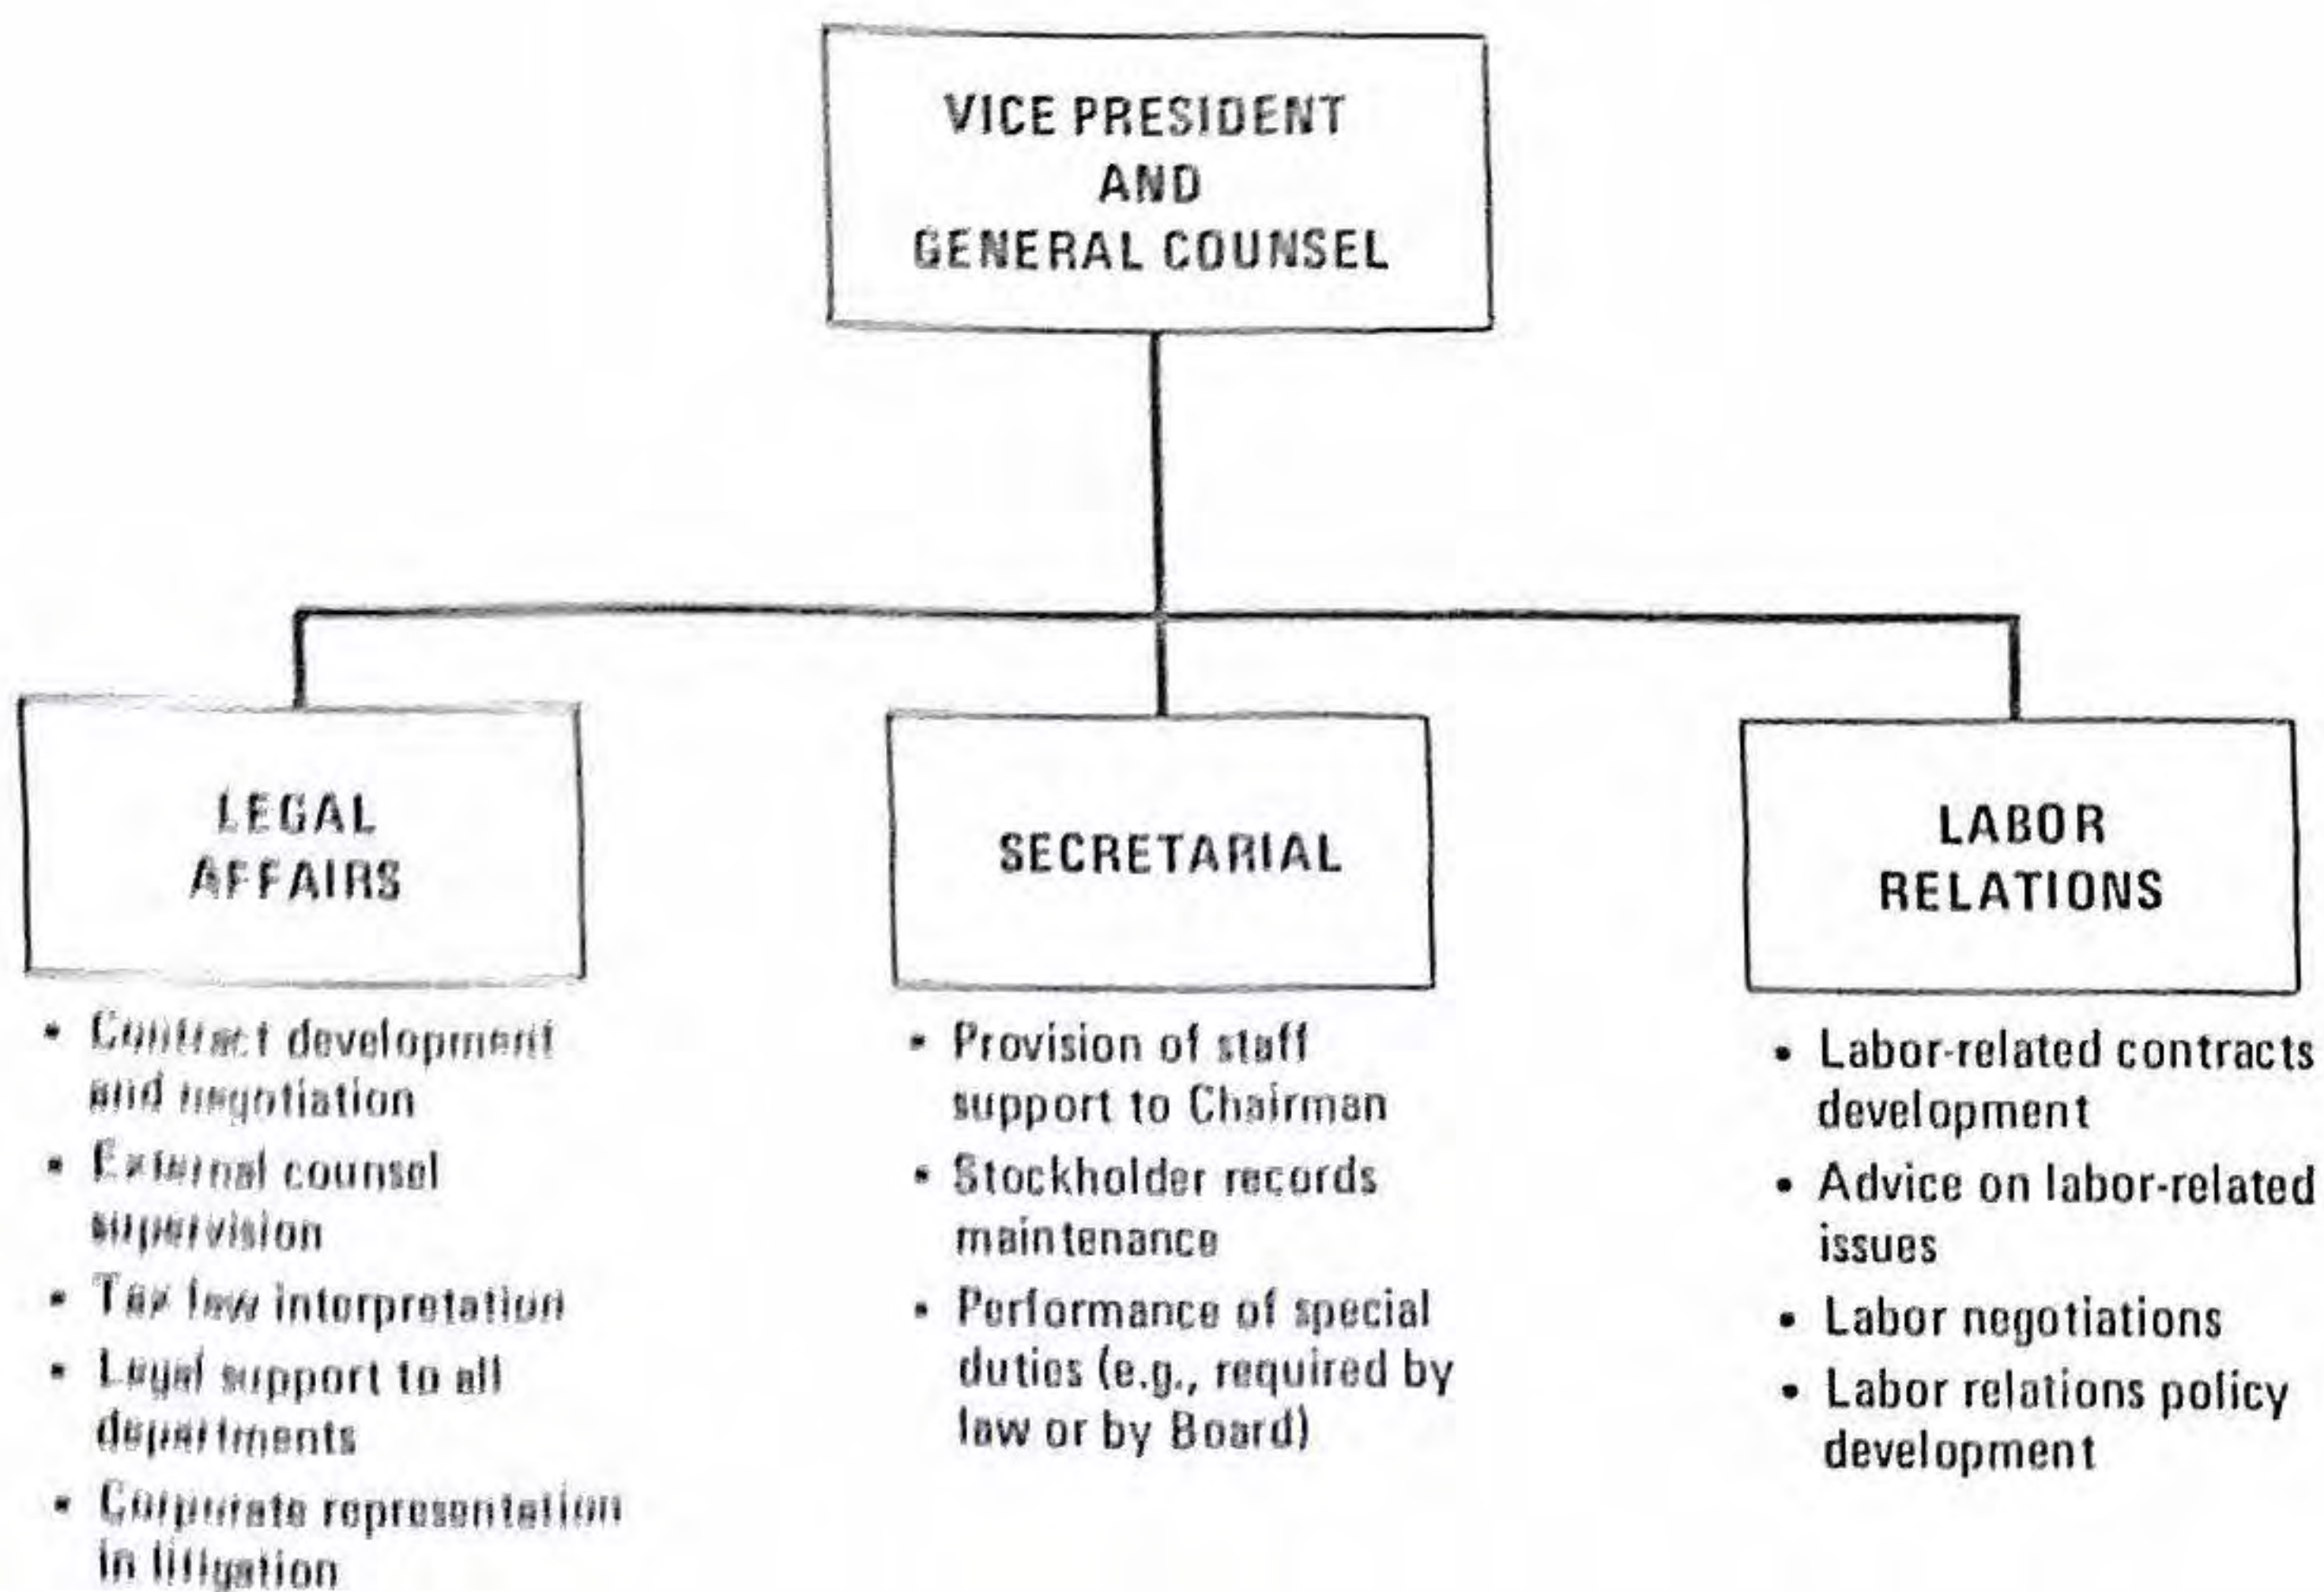 VICE PRESIDENT
AND
GENERAL COUNSEL
LEGAL
AFFAIRS
• Contract development
and negotiation
• External counsel
supervision
• Tax law interpretation
• Legal support to all
departments
• Corporate representation
in litigation
SECRETARIAL
• Provision of staff
support to Chairman
• Stockholder records
maintenance
• Performance of special
duties (e.g., required by
law or by Board)
LABOR
RELATIONS
• Labor-related contracts
development
• Advice on labor-related
issues
• Labor negotiations
• Labor relations policy
development